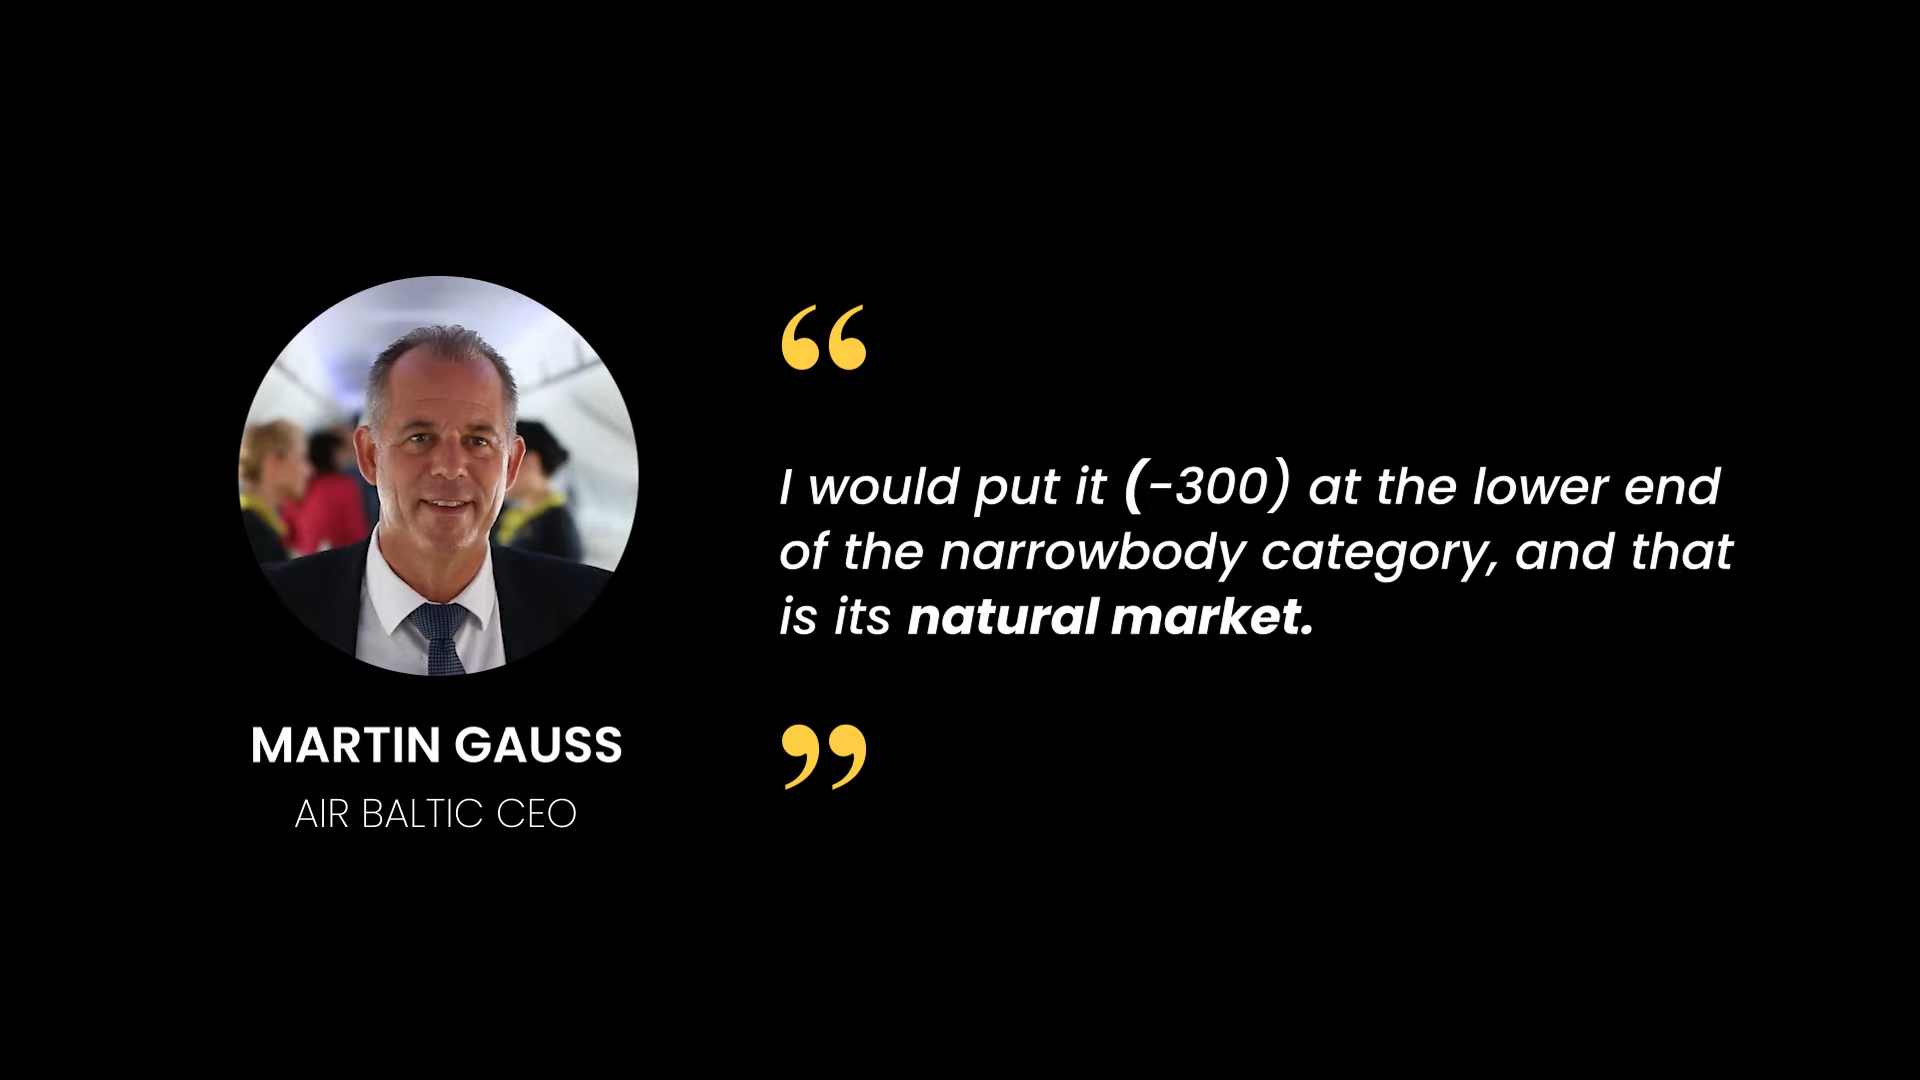 “
I would put it (-300) at the lower end
of the narrowbody category, and that
is its natural market.
”
MARTIN GAUSS
AIR BALTIC CEO